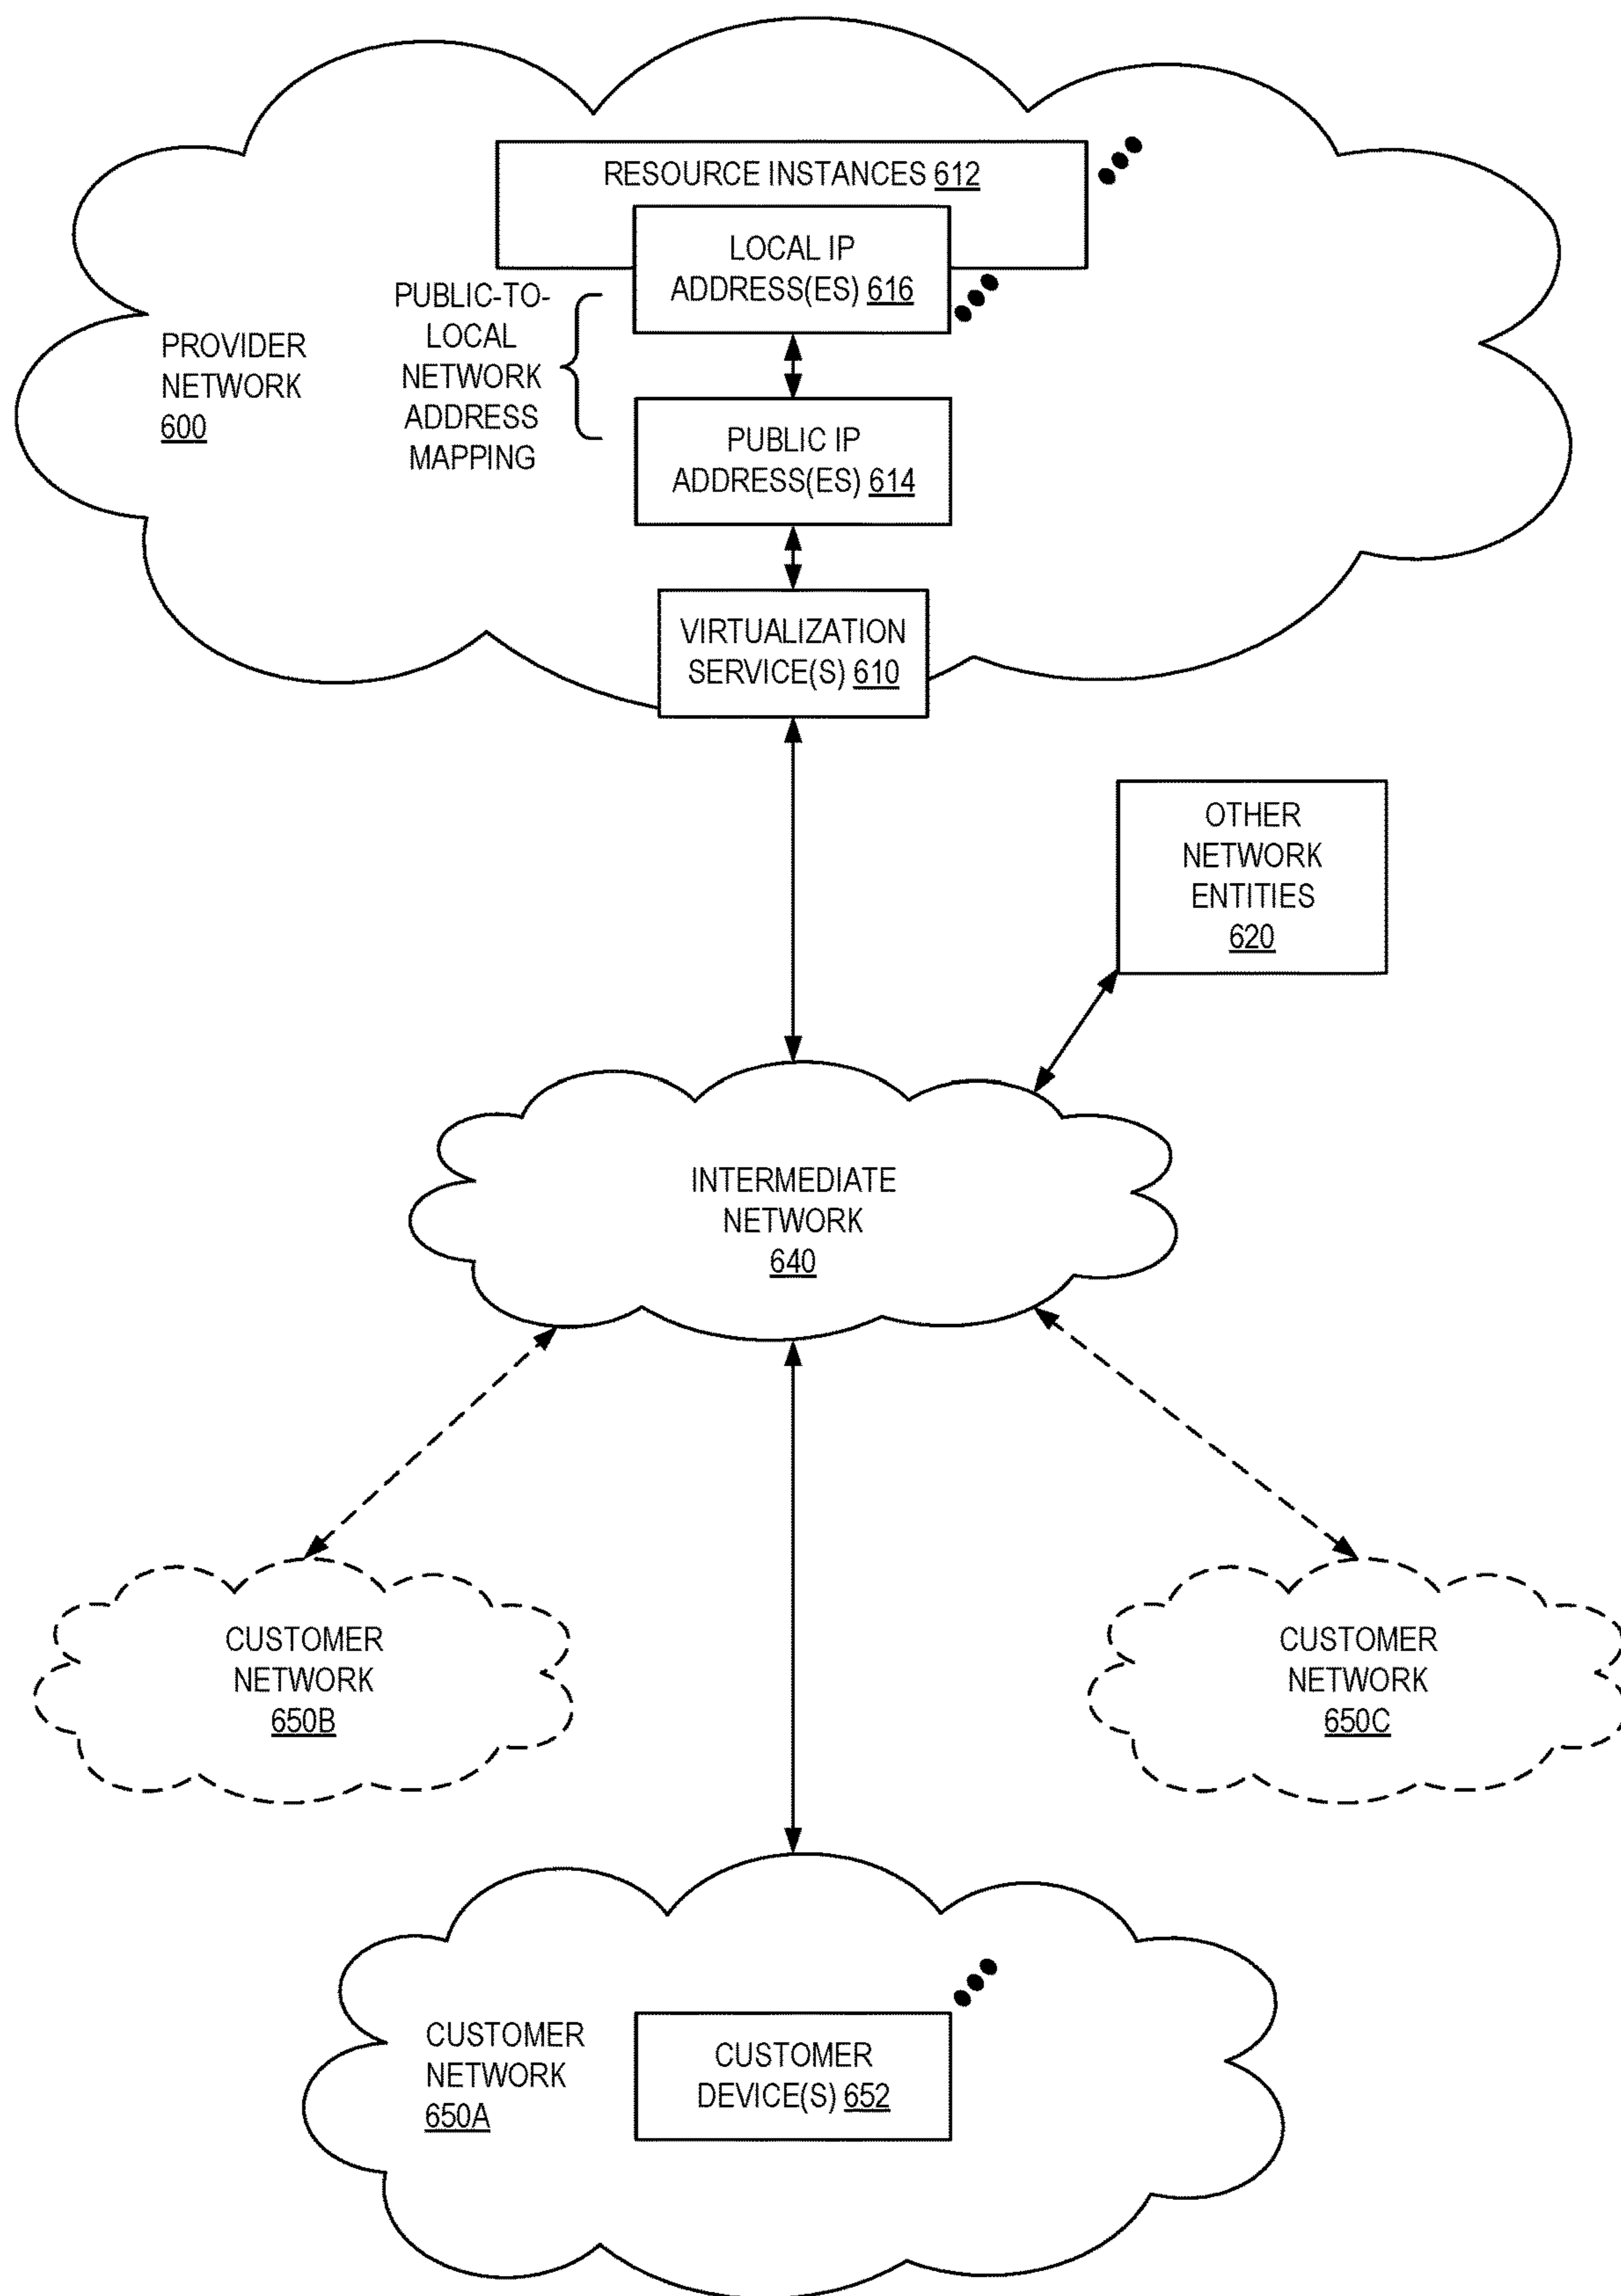 RESOURCE INSTANCES 612
LOCAL IP
ADDRESS(ES) 616
PUBLIC-TO-
LOCAL
NETWORK
ADDRESS
MAPPING
PROVIDER
NETWORK
600
PUBLIC IP
ADDRESS(ES) 614
VIRTUALIZATION
SERVICE(S) 610
OTHER
NETWORK
ENTITIES
620
INTERMEDIATE
NETWORK
640
CUSTOMER
NETWORK
650B
CUSTOMER
NETWORK
650C
CUSTOMER
NETWORK
650A
CUSTOMER
DEVICE(S) 652